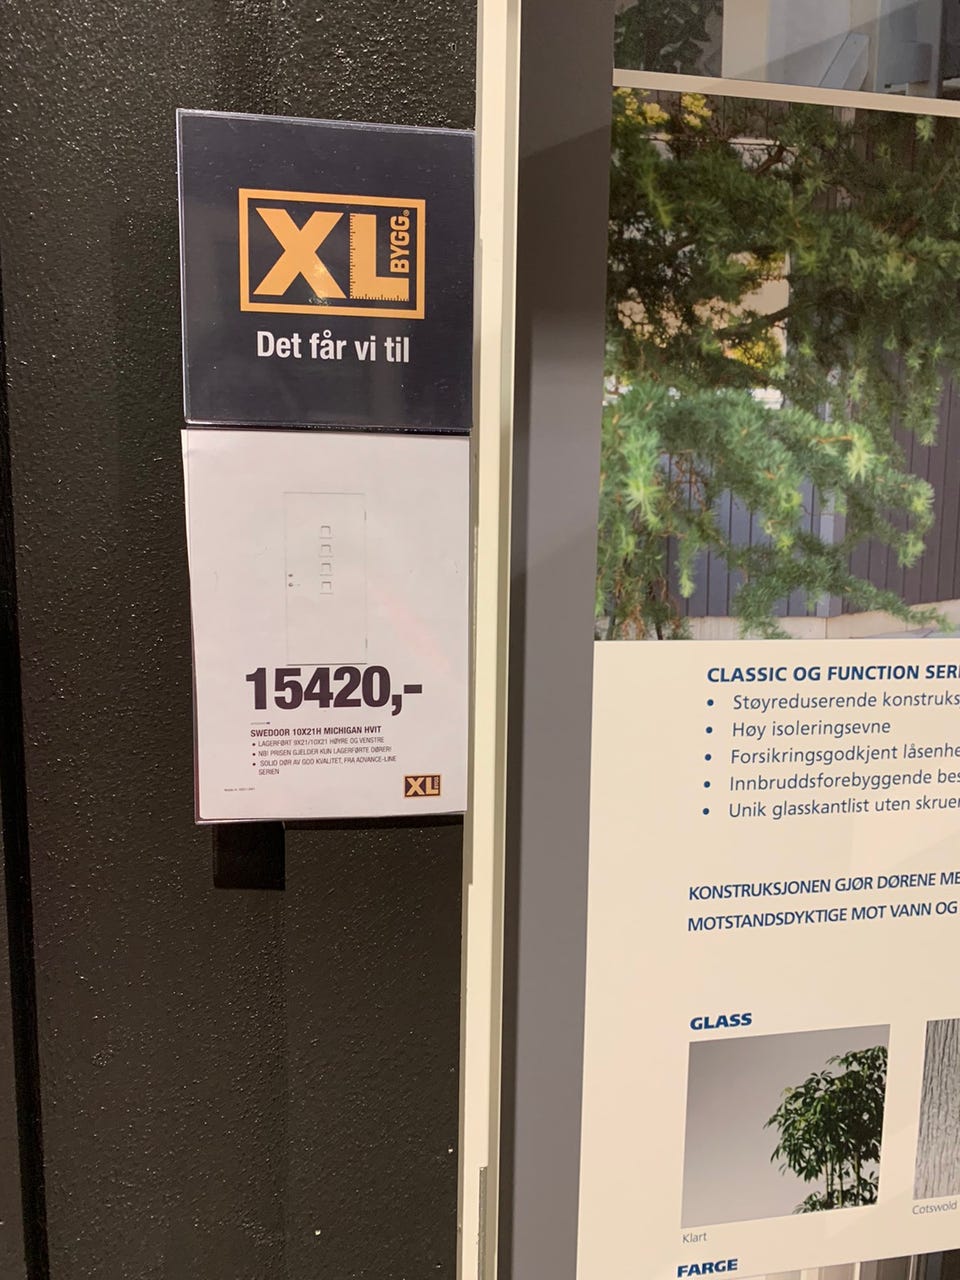 XL BYGG®
Det får vi til
15420,-
SWEDOOR 10X21H MICHIGAN HVIT
• LAGERFØRT 9X21/10X21 HØYRE OG VENSTRE
• NB! PRISEN GJELDER KUN LAGERFØRTE DØRER!
• SOLID DØR AV GOD KVALITET, FRA ADVANCE-LINE
SERIEN
XL BYGG
CLASSIC OG FUNCTION SERI
• Støyreduserende konstruks
• Høy isoleringsevne
• Forsikringsgodkjent låsenhe
• Innbruddsforebyggende bes
• Unik glasskantlist uten skruer
KONSTRUKSJONEN GJØR DØRENE ME
MOTSTANDSDYKTIGE MOT VANN OG
GLASS
Klart
Cotswold
FARGE